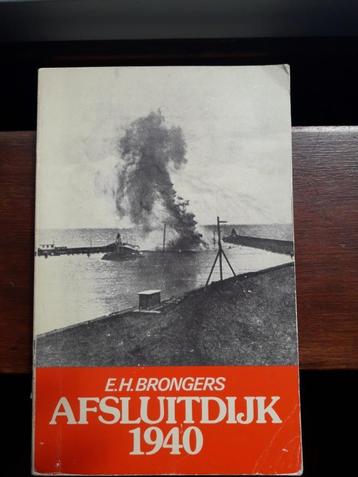 E.H. BRONGERS
AFSLUITDIJK
1940